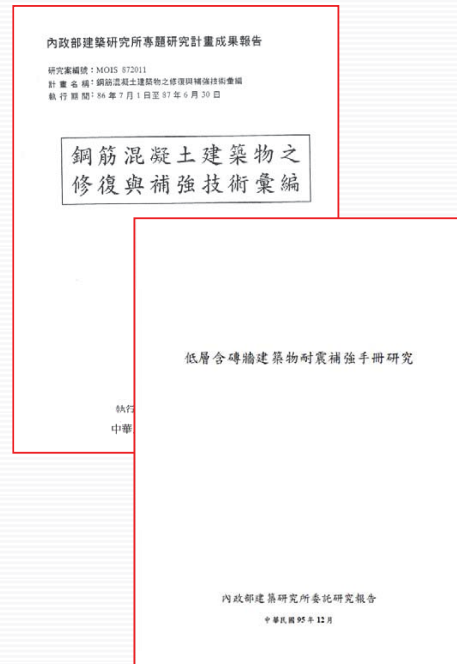 內政部建築研究所專題研究計畫成果報告
研究案編號：MOIS 872011
計畫名稱：鋼筋混凝土建築物之修復與補強技術彙編
執行期間：86年7月1日至87年6月30日
鋼筋混凝土建築物之
修復與補強技術彙編
執行
中華
低層含磚牆建築物耐震補強手冊研究
內政部建築研究所委託研究報告
中華民國 95 年 12 月